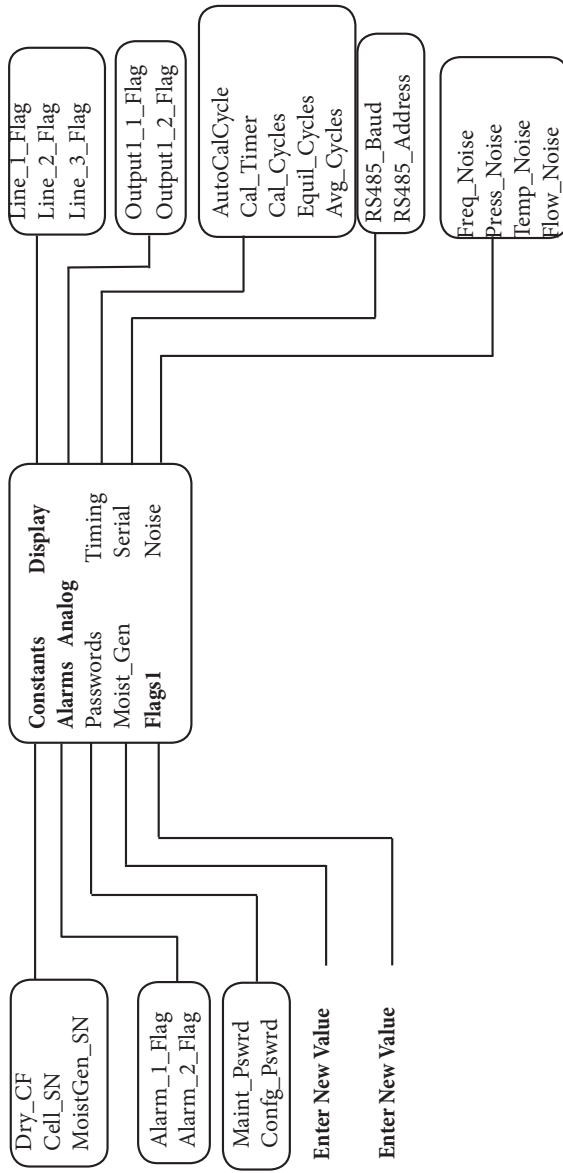 Dry_CF
Cell_SN
MoistGen_SN
Alarm_1_Flag
Alarm_2_Flag
Maint_Pswrd
Confg_Pswrd
Enter New Value
Enter New Value
Constants Display
Alarms Analog
Passwords Timing
Moist_Gen Serial
Flags1 Noise
Line_1_Flag
Line_2_Flag
Line_3_Flag
Output1_1_Flag
Output1_2_Flag
AutoCalCycle
Cal_Timer
Cal_Cycles
Equil_Cycles
Avg_Cycles
RS485_Baud
RS485_Address
Freq_Noise
Press_Noise
Temp_Noise
Flow_Noise